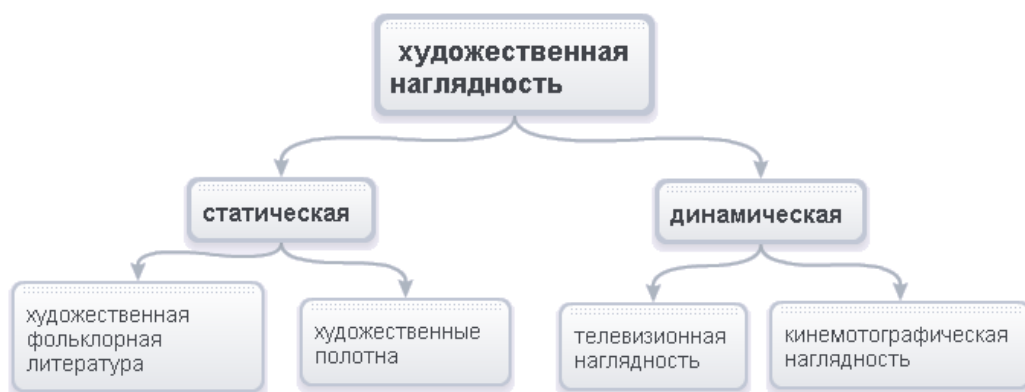 художественная
наглядность
статическая
динамическая
художественная
фольклорная
литература
художественные
полотна
телевизионная
наглядность
кинемотографическая
наглядность